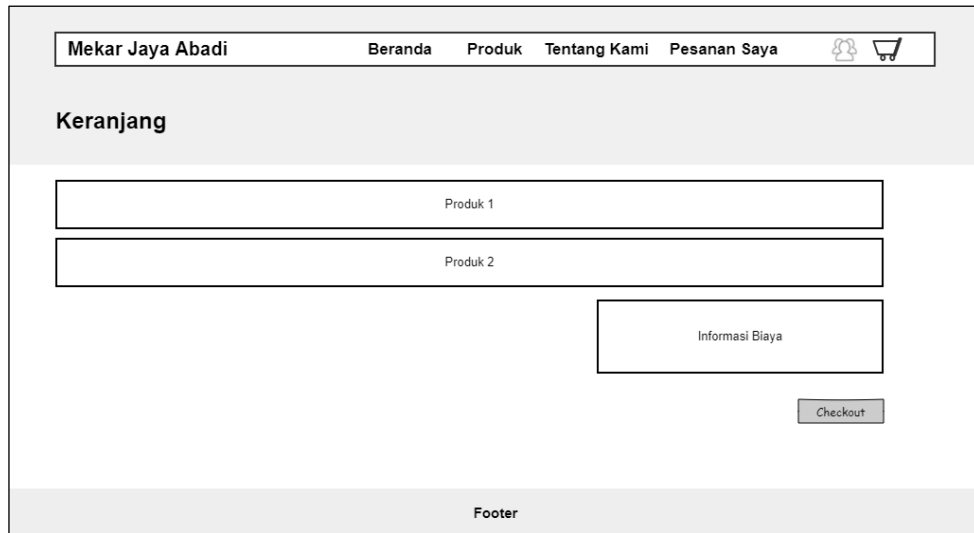 Mekar Jaya Abadi Beranda Produk Tentang Kami Pesanan Saya
Keranjang
Produk 1
Produk 2
Informasi Biaya
Checkout
Footer